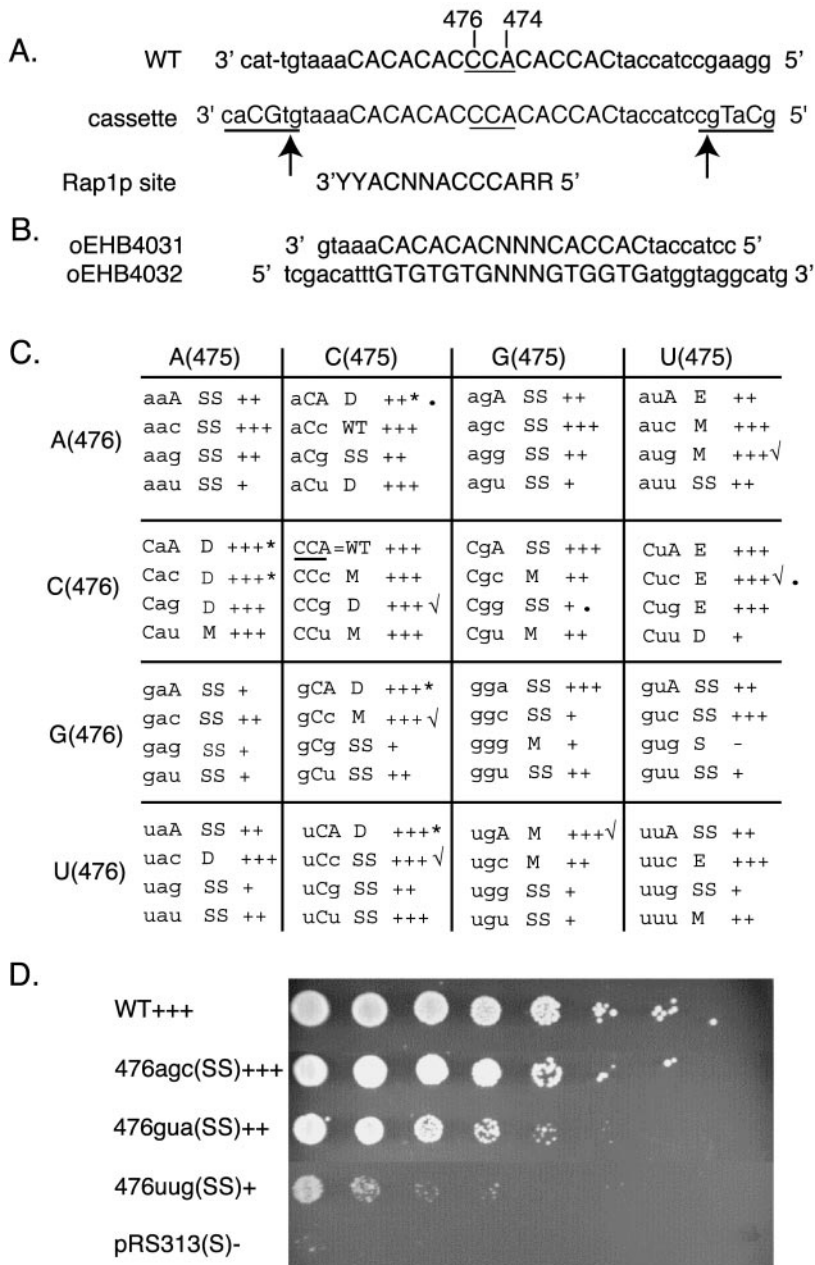 A.
476 474
WT 3' cat-tgtaaaCACACACCCACACCACtaccatccgaagg 5'
cassette 3' caCGtgtaaaCACACACCCACACCACtaccatccgTaCg 5'
Rap1p site 3'YYACNNACCCARR 5'
B.
oEHB4031 3' gtaaaCACACACNNNCACCACtaccatcc 5'
oEHB4032 5' tcgacatttGTGTGTGNNNGTGGTGatggtaggcatg 3'
C.
A(475) C(475) G(475) U(475)
A(476)
aaA SS ++ aCA D ++* • agA SS ++ auA E ++
aac SS +++ aCc WT +++ agc SS +++ auc M +++
aag SS ++ aCg SS ++ agg SS ++ aug M +++√
aau SS + aCu D +++ agu SS + auu SS ++
C(476)
CaA D +++* CCA=WT +++ CgA SS +++ CuA E +++
Cac D +++* CCc M +++ Cgc M ++ Cuc E +++√ •
Cag D +++ CCg D +++√ Cgg SS + • Cug E +++
Cau M +++ CCu M +++ Cgu M ++ Cuu D +
G(476)
gaA SS + gCA D +++* gga SS +++ guA SS ++
gac SS ++ gCc M +++√ ggc SS + guc SS +++
gag SS + gCg SS + ggg M + gug S -
gau SS + gCu SS ++ ggu SS ++ guu SS +
U(476)
uaA SS ++ uCA D +++* ugA M +++√ uuA SS ++
uac D +++ uCc SS +++√ ugc M ++ uuc E +++
uag SS + uCg SS ++ ugg SS + uug SS +
uau SS ++ uCu SS +++ ugu SS + uuu M ++
D.
WT+++
476agc(SS)+++
476gua(SS)++
476uug(SS)+
pRS313(S)-